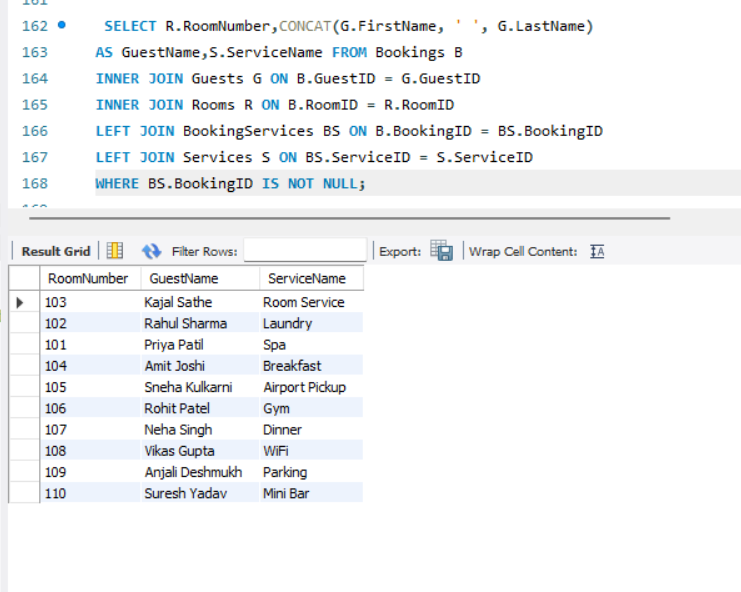 161
162 SELECT R.RoomNumber,CONCAT(G.FirstName, ' ', G.LastName)
163 AS GuestName,S.ServiceName FROM Bookings B
164 INNER JOIN Guests G ON B.GuestID = G.GuestID
165 INNER JOIN Rooms R ON B.RoomID = R.RoomID
166 LEFT JOIN BookingServices BS ON B.BookingID = BS.BookingID
167 LEFT JOIN Services S ON BS.ServiceID = S.ServiceID
168 WHERE BS.BookingID IS NOT NULL;
Result Grid Filter Rows: Export: Wrap Cell Content:
RoomNumber GuestName ServiceName
103 Kajal Sathe Room Service
102 Rahul Sharma Laundry
101 Priya Patil Spa
104 Amit Joshi Breakfast
105 Sneha Kulkarni Airport Pickup
106 Rohit Patel Gym
107 Neha Singh Dinner
108 Vikas Gupta WiFi
109 Anjali Deshmukh Parking
110 Suresh Yadav Mini Bar